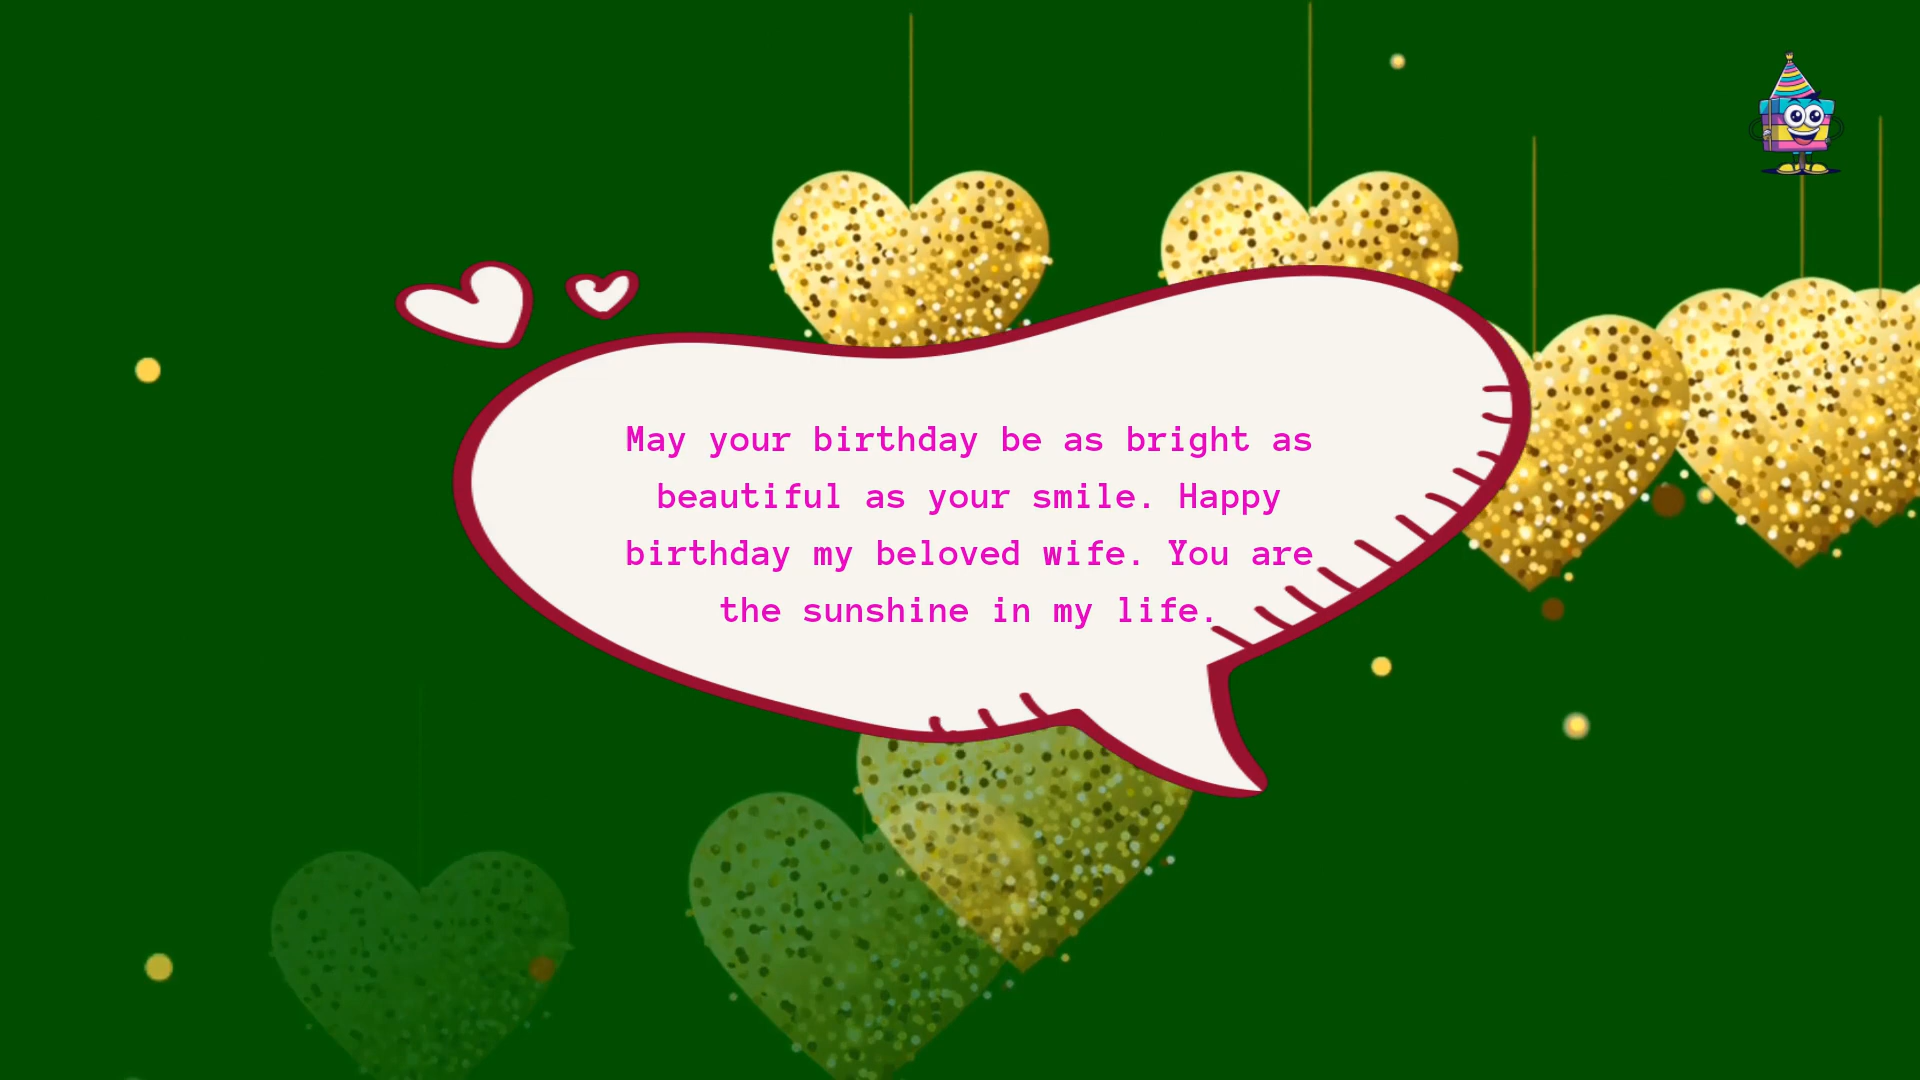 May your birthday be as bright as
beautiful as your smile. Happy
birthday my beloved wife. You are
the sunshine in my life.